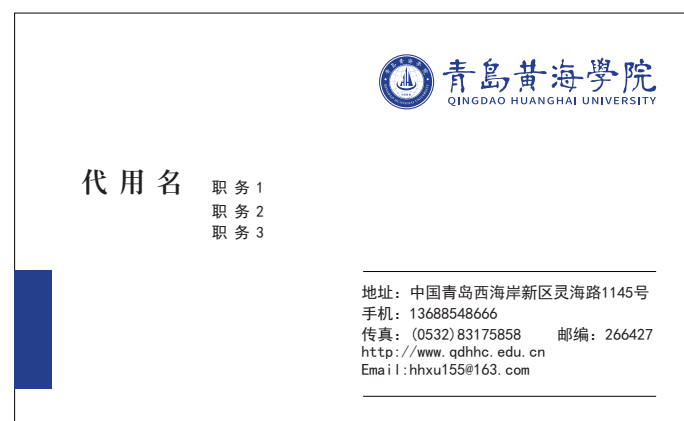 青島黄海學院
QINGDAO HUANGHAI UNIVERSITY
代用名
职务1
职务2
职务3
地址：中国青岛西海岸新区灵海路1145号
手机：13688548666
传真：(0532)83175858 邮编：266427
http://www.qdhhc.edu.cn
Email:hhxu155@163.com